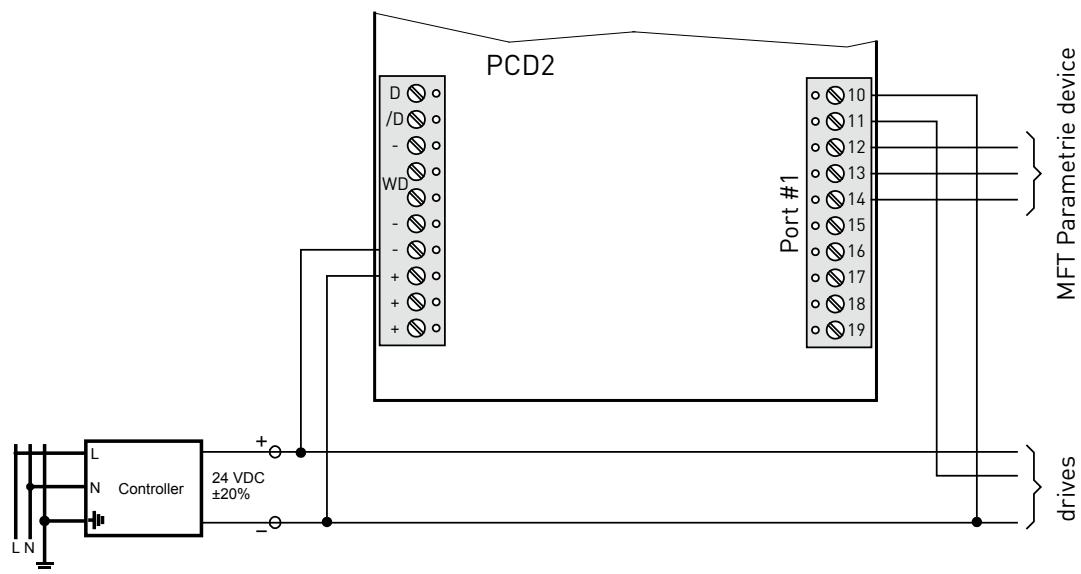 PCD2
D
/D
-
WD
-
-
+
+
+
Port #1
10
11
12
13
14
15
16
17
18
19
MFT Parametrie device
drives
L
N
Controller
+
24 VDC
±20%
–
L N